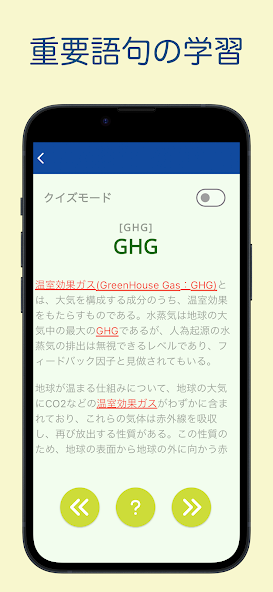 重要語句の学習
クイズモード
[GHG]
GHG
温室効果ガス(GreenHouse Gas：GHG)と
は、大気を構成する成分のうち、温室効果
をもたらすものである。水蒸気は地球の大
気中の最大のGHGであるが、人為起源の水
蒸気の排出は無視できるレベルであり、フ
ィードバック因子と見做されてもいる。
地球が温まる仕組みについて、地球の大気
にCO2などの温室効果ガスがわずかに含ま
れており、これらの気体は赤外線を吸収
し、再び放出する性質がある。この性質の
ため、地球の表面から地球の外に向かう赤
?